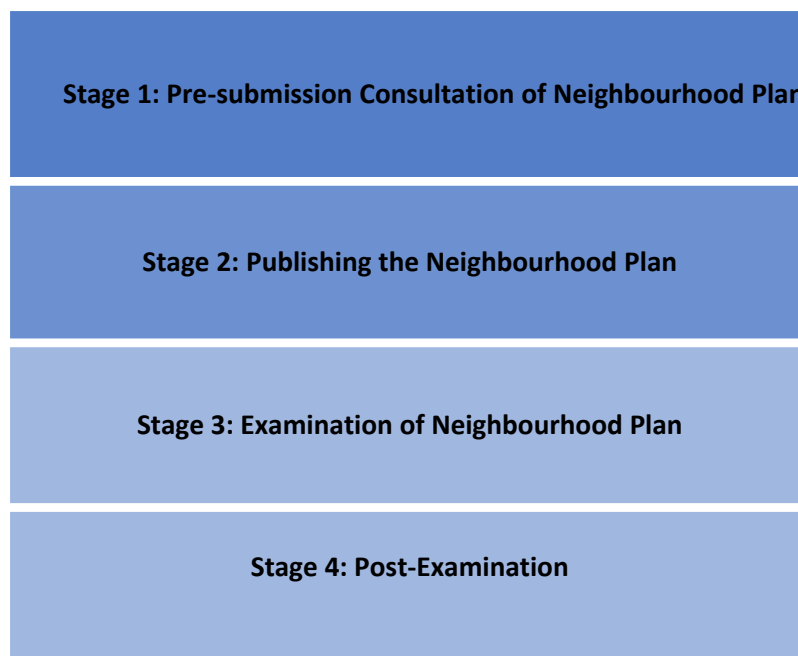 Stage 1: Pre-submission Consultation of Neighbourhood Plan
Stage 2: Publishing the Neighbourhood Plan
Stage 3: Examination of Neighbourhood Plan
Stage 4: Post-Examination